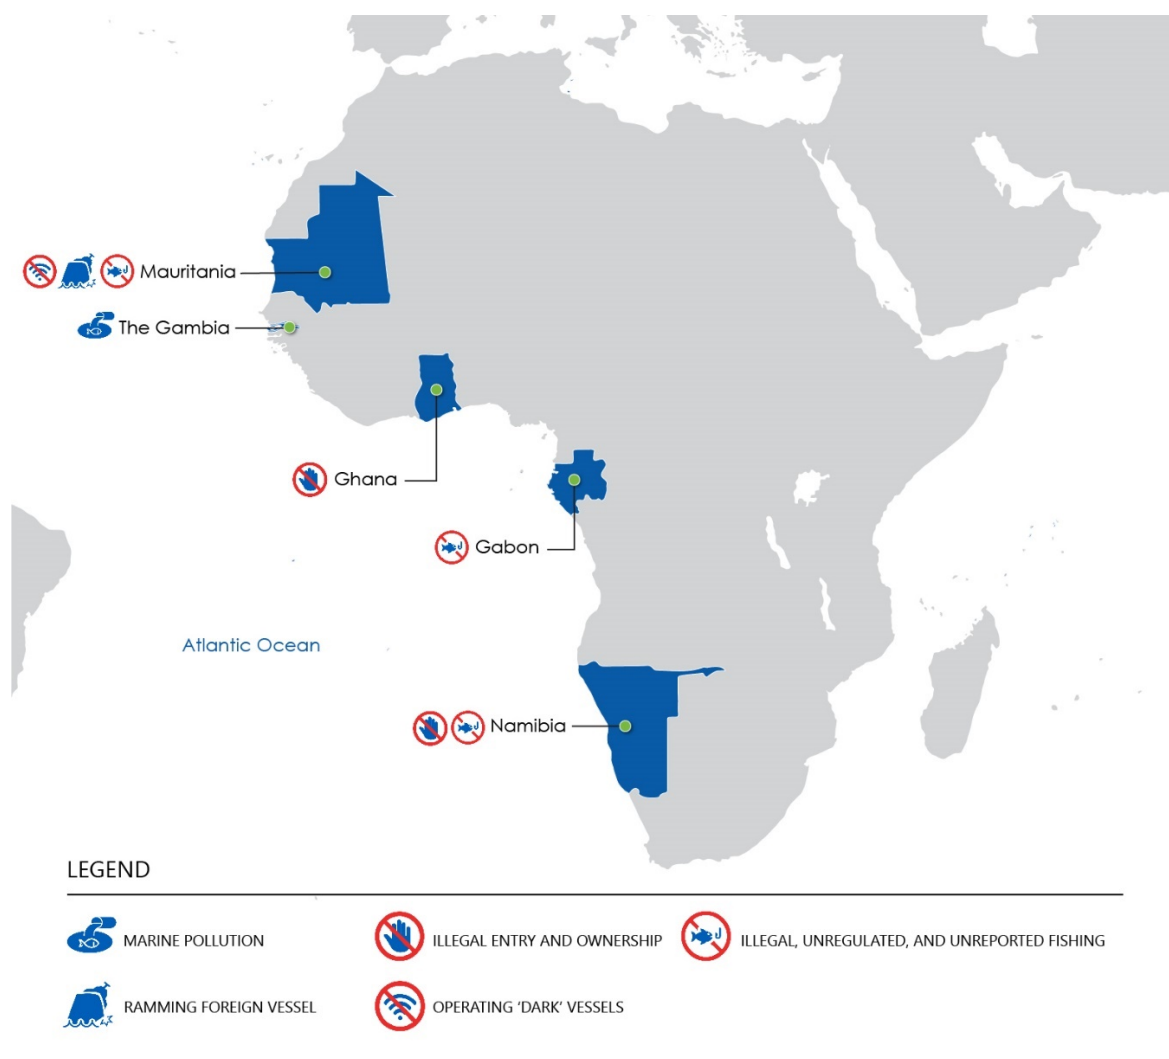 Mauritania
The Gambia
Ghana
Gabon
Atlantic Ocean
Namibia
LEGEND
MARINE POLLUTION
ILLEGAL ENTRY AND OWNERSHIP
ILLEGAL, UNREGULATED, AND UNREPORTED FISHING
RAMMING FOREIGN VESSEL
OPERATING ‘DARK’ VESSELS